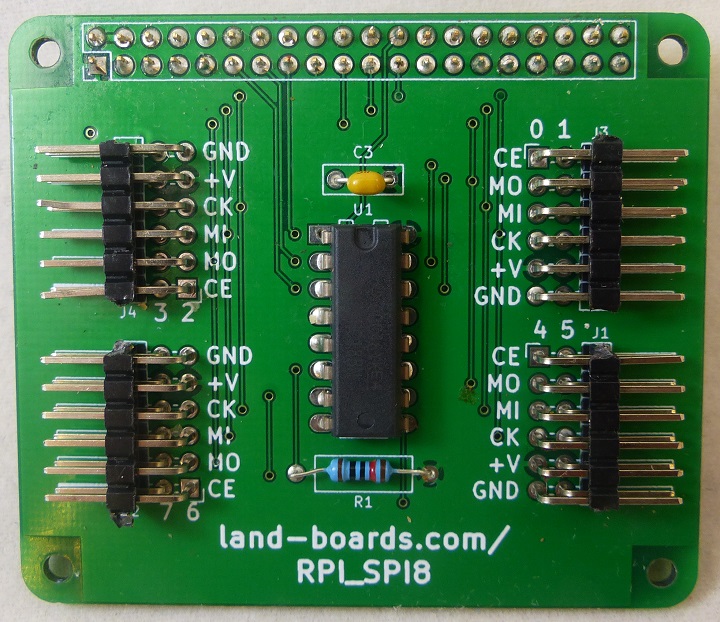 C3
U1
GND
+V
CK
MI
MO
CE
J4
3 2
0 1
J3
CE
MO
MI
CK
+V
GND
GND
+V
CK
MI
MO
CE
7 6
4 5
J1
CE
MO
MI
CK
+V
GND
R1
land-boards.com/
RPI_SPI8